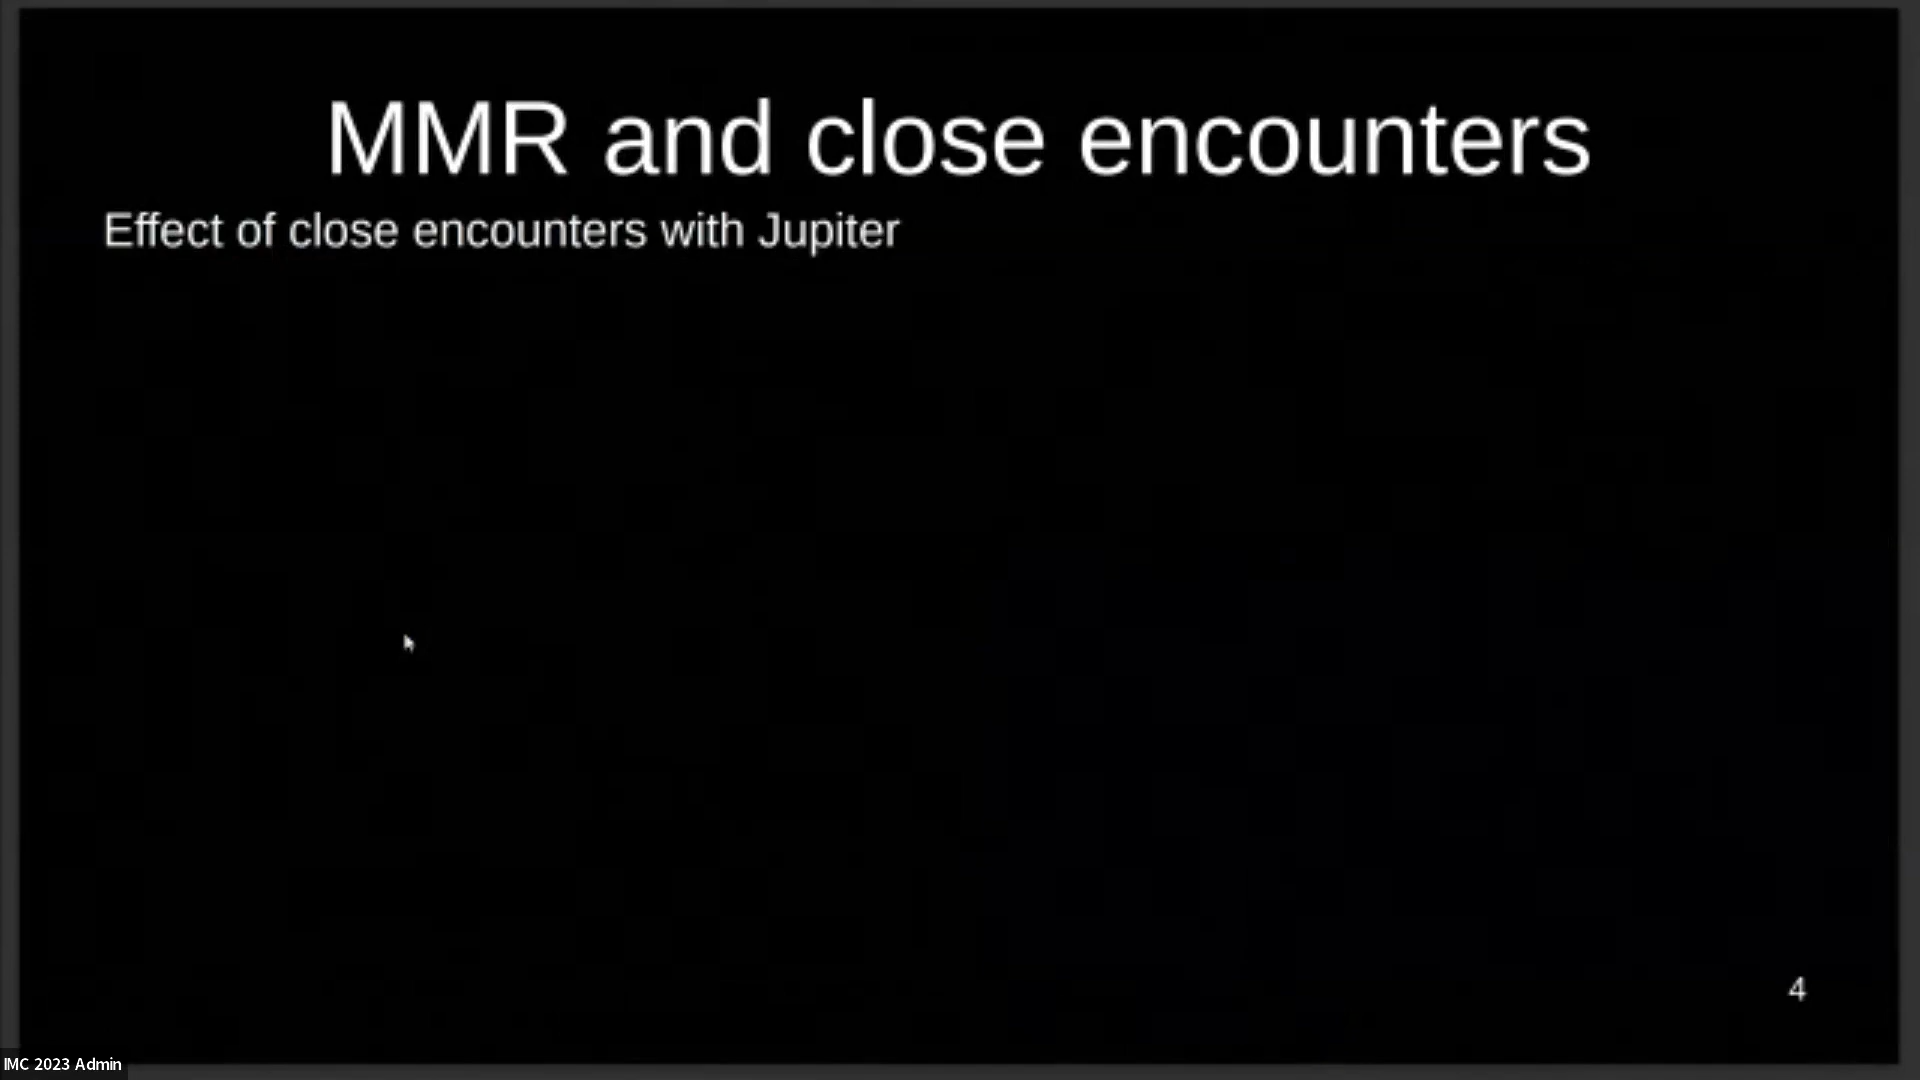 MMR and close encounters
Effect of close encounters with Jupiter
4
IMC 2023 Admin